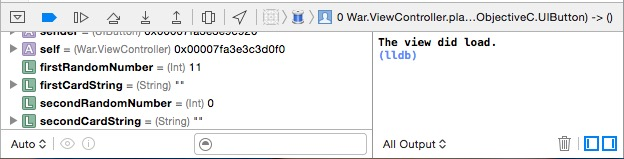 0 War.ViewController.pla...ObjectiveC.UIButton) -> ()
self = (War.ViewController) 0x00007fa3e3c3d0f0
firstRandomNumber = (Int) 11
firstCardString = (String) ""
secondRandomNumber = (Int) 0
secondCardString = (String) ""
Auto
The view did load.
(lldb)
All Output